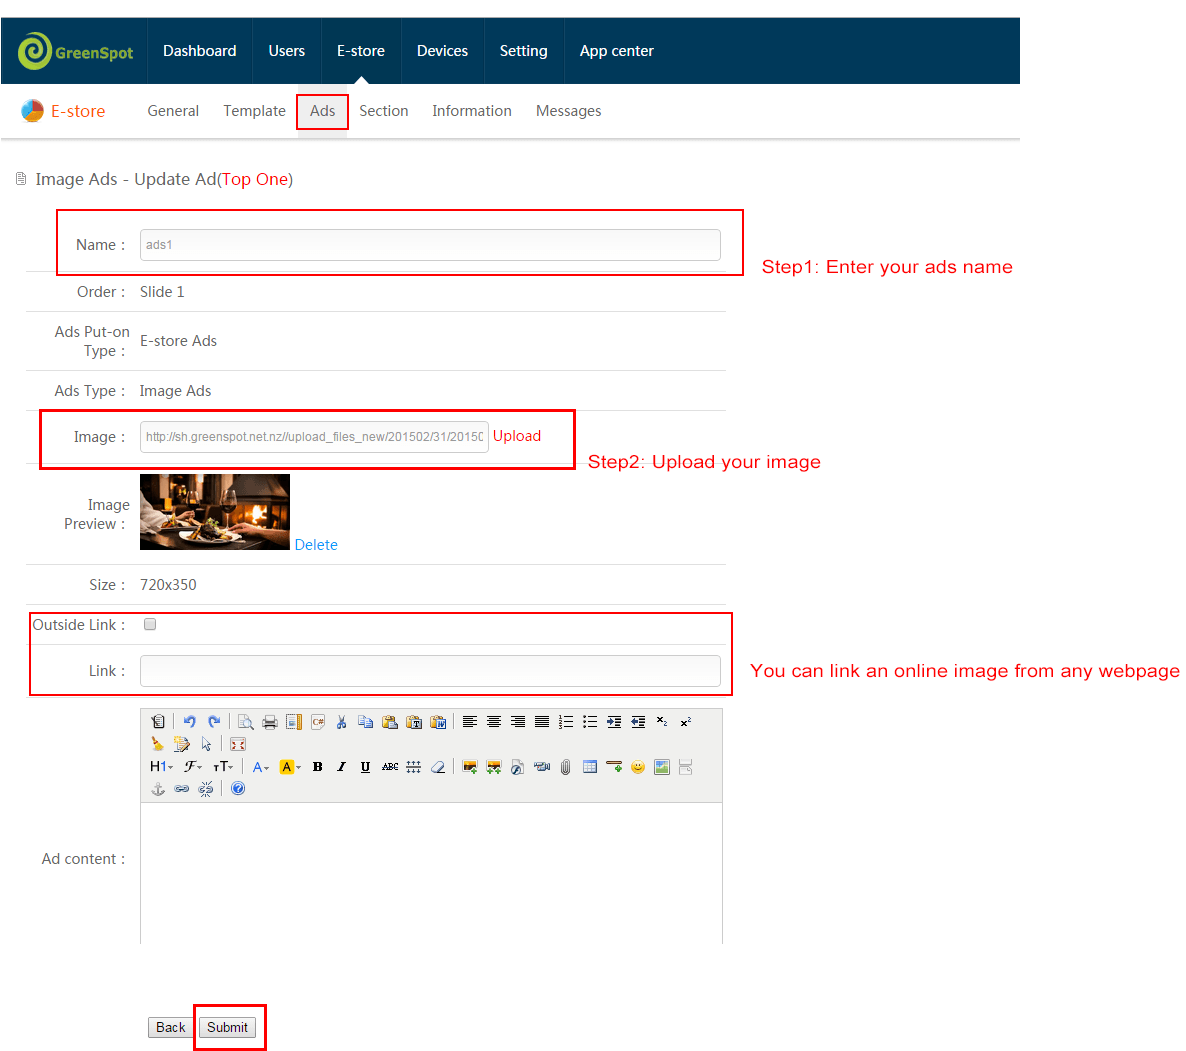 GreenSpot
Dashboard
Users
E-store
Devices
Setting
App center
E-store
General
Template
Ads
Section
Information
Messages
Image Ads - Update Ad(Top One)
Name : ads1
Step1: Enter your ads name
Order : Slide 1
Ads Put-on
Type :
E-store Ads
Ads Type : Image Ads
Image : http://sh.greenspot.net.nz//upload_files_new/201502/31/20150 Upload
Step2: Upload your image
Image
Preview :
Delete
Size : 720x350
Outside Link :
Link :
You can link an online image from any webpage
H1 F тT A A B I U ABC
Ad content :
Back Submit